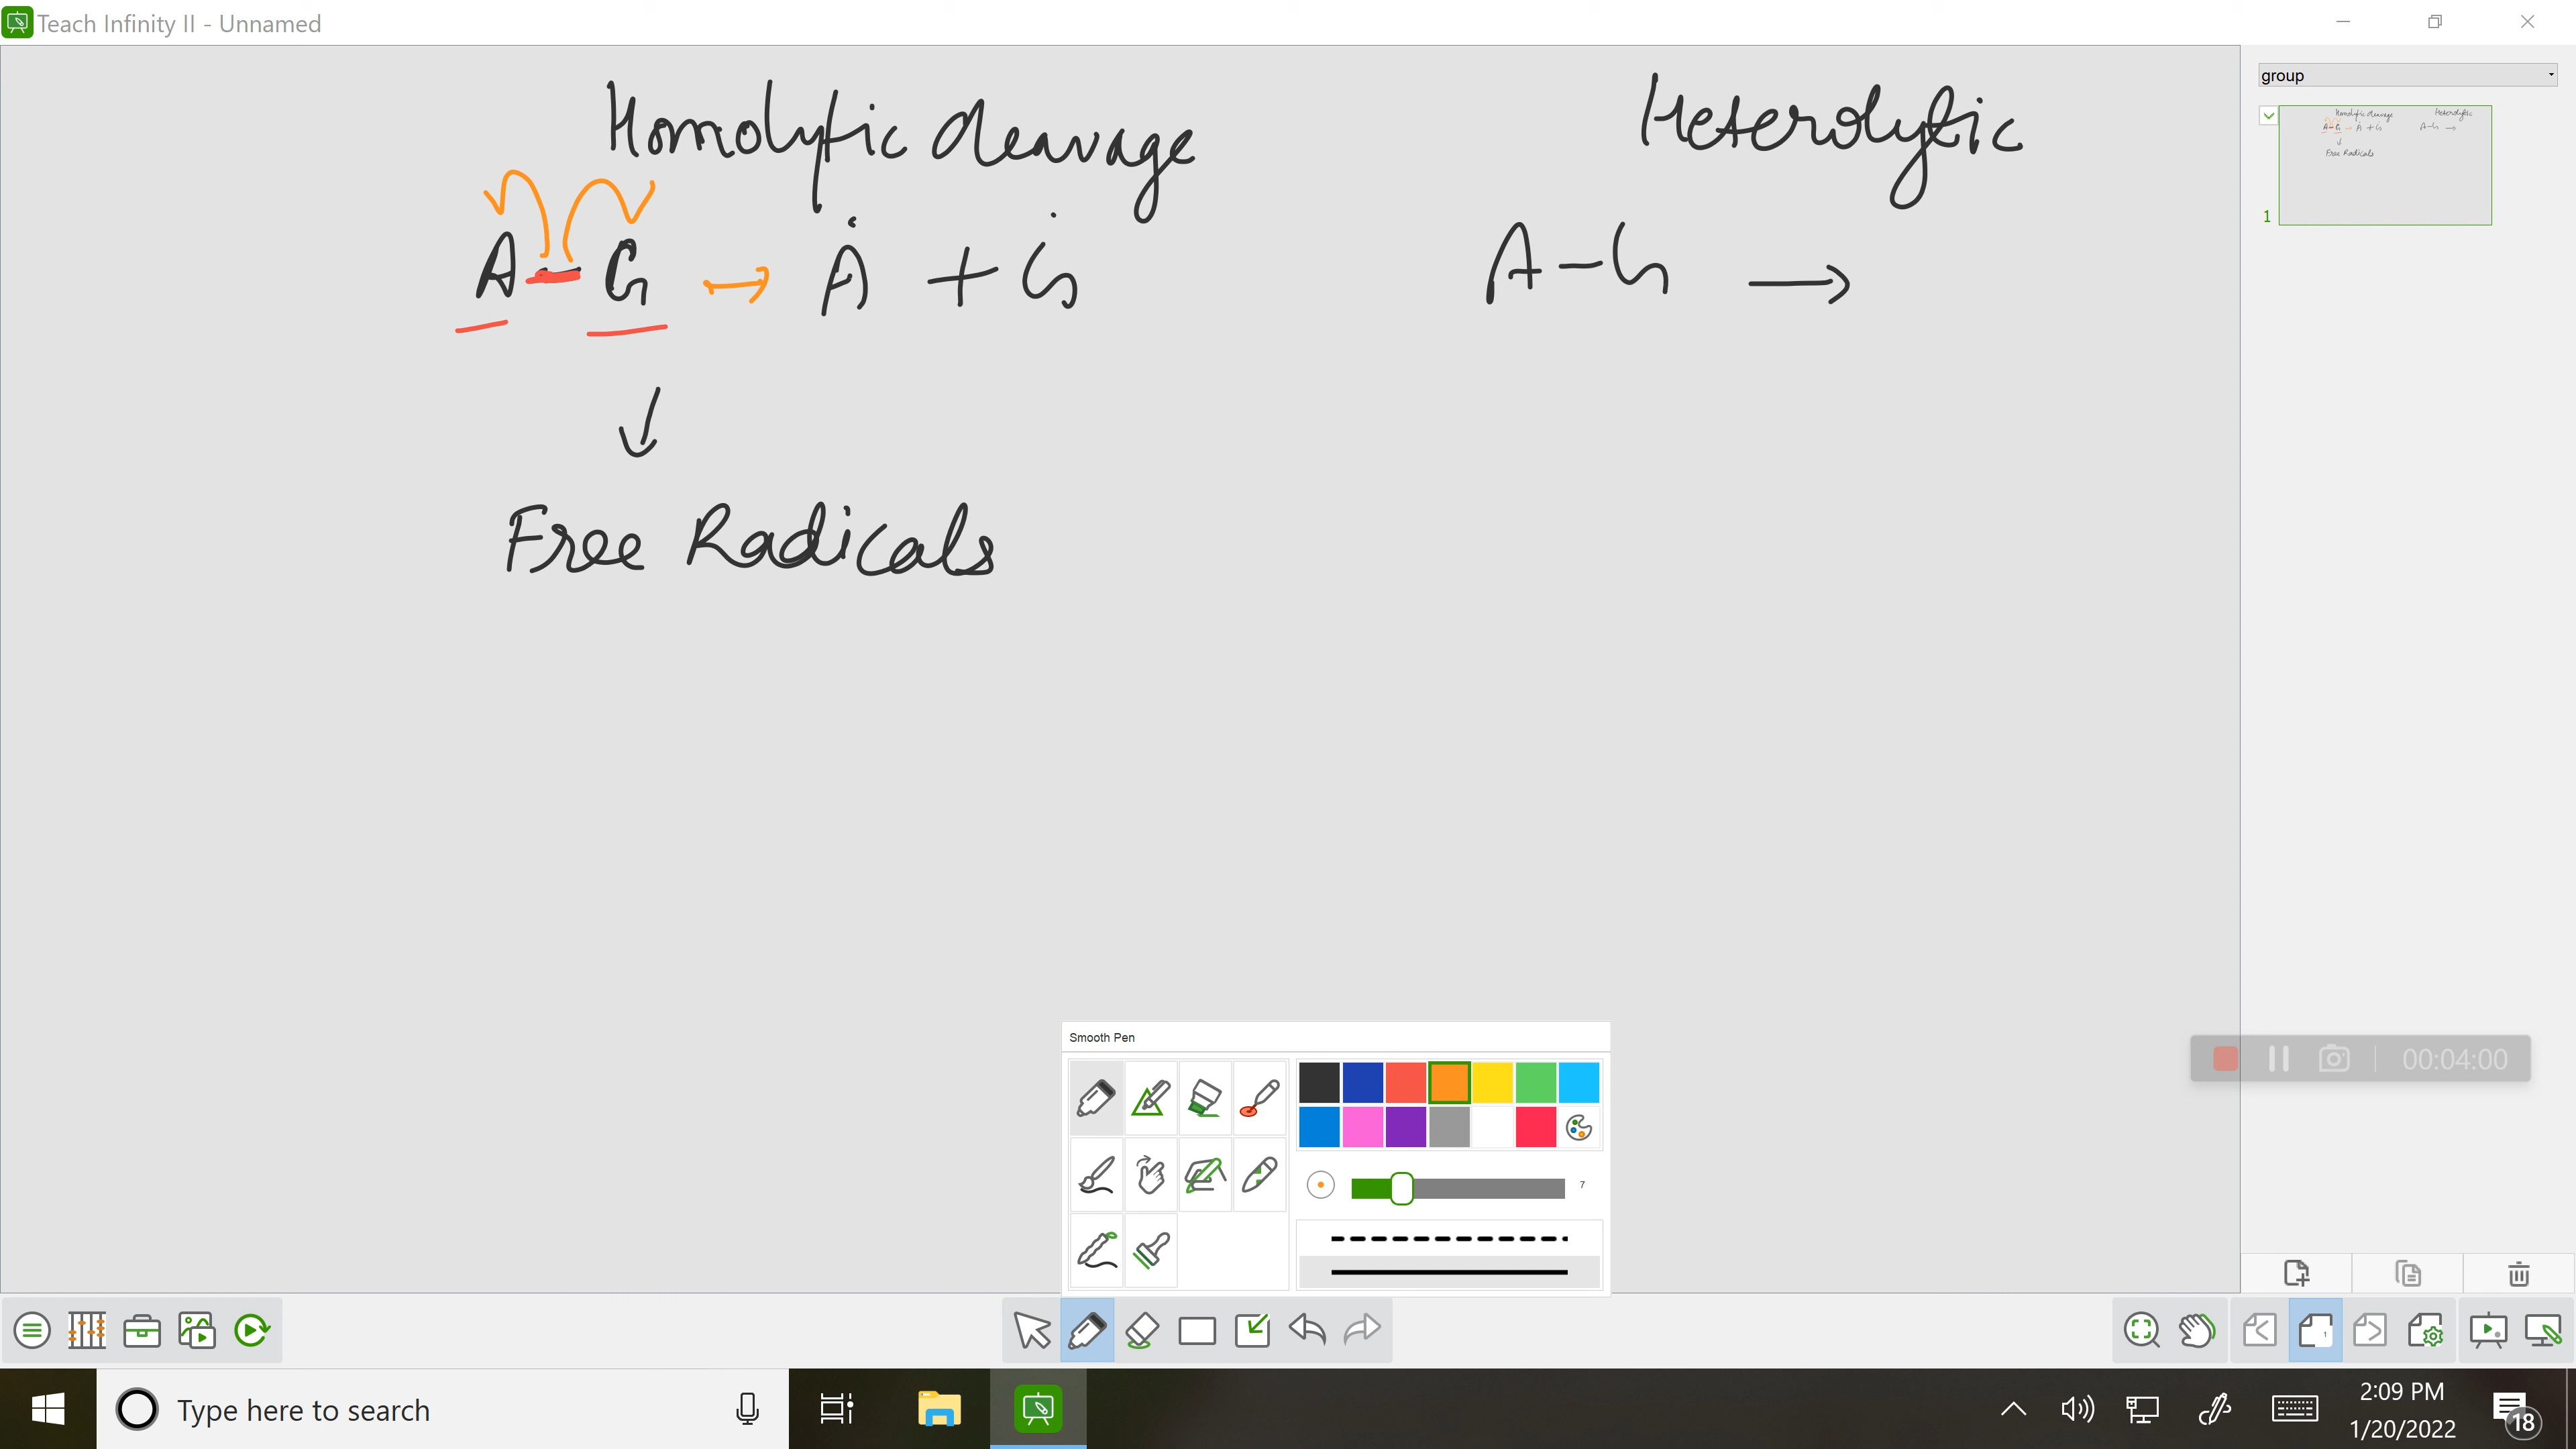 Teach Infinity II - Unnamed
group
Homolytic cleavage
Heterolytic
A - G → Ȧ + Ġ
A - G →
↓
Free Radicals
1
Smooth Pen
7
00:04:00
1
Type here to search
2:09 PM
1/20/2022
18